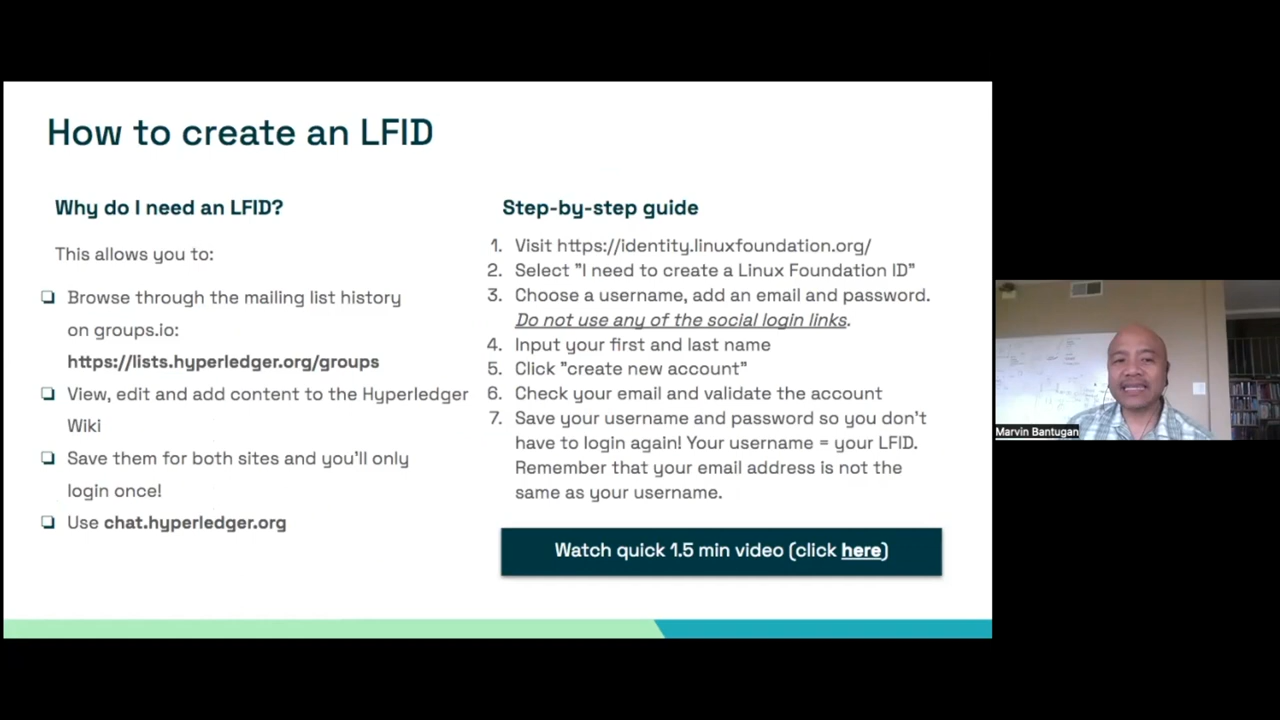 How to create an LFID
Why do I need an LFID?
This allows you to:
Browse through the mailing list history
on groups.io:
https://lists.hyperledger.org/groups
View, edit and add content to the Hyperledger
Wiki
Save them for both sites and you'll only
login once!
Use chat.hyperledger.org
Step-by-step guide
1. Visit https://identity.linuxfoundation.org/
2. Select "I need to create a Linux Foundation ID"
3. Choose a username, add an email and password.
Do not use any of the social login links.
4. Input your first and last name
5. Click "create new account"
6. Check your email and validate the account
7. Save your username and password so you don't
have to login again! Your username = your LFID.
Remember that your email address is not the
same as your username.
Watch quick 1.5 min video (click here)
Marvin Bantugan